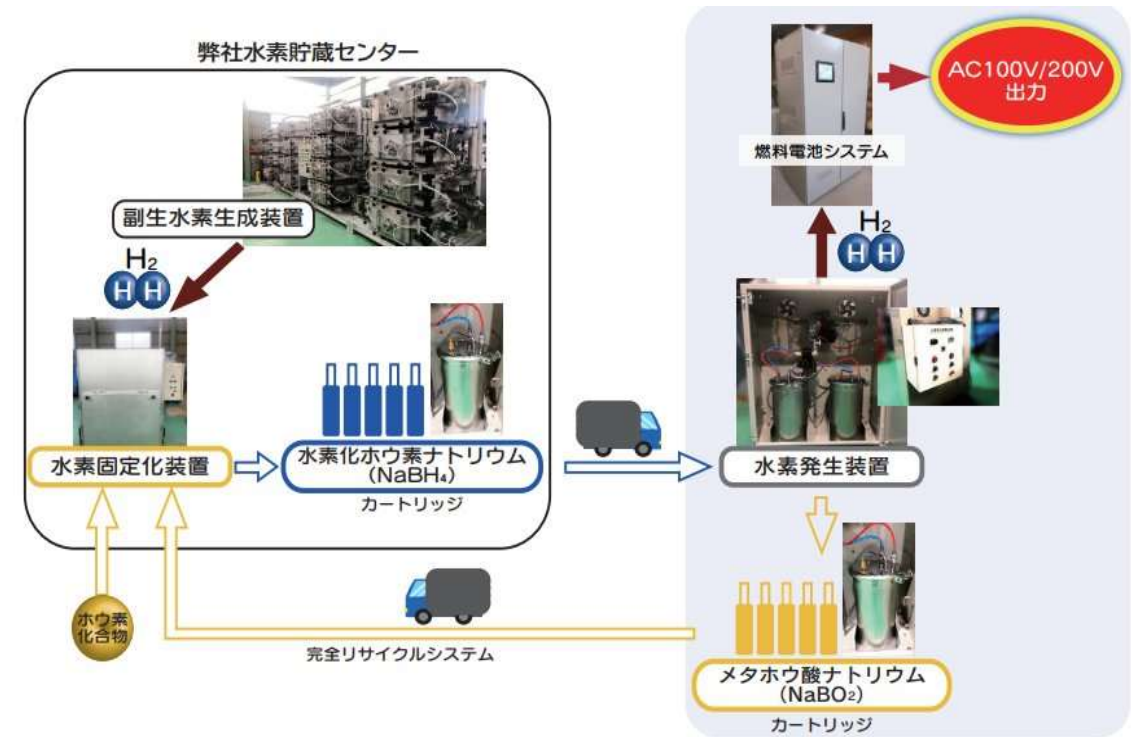 弊社水素貯蔵センター
副生水素生成装置
H₂
H H
水素固定化装置
水素化ホウ素ナトリウム
(NaBH₄)
カートリッジ
ホウ素
化合物
完全リサイクルシステム
AC100V/200V
出力
燃料電池システム
H₂
H H
水素発生装置
メタホウ酸ナトリウム
(NaBO₂)
カートリッジ